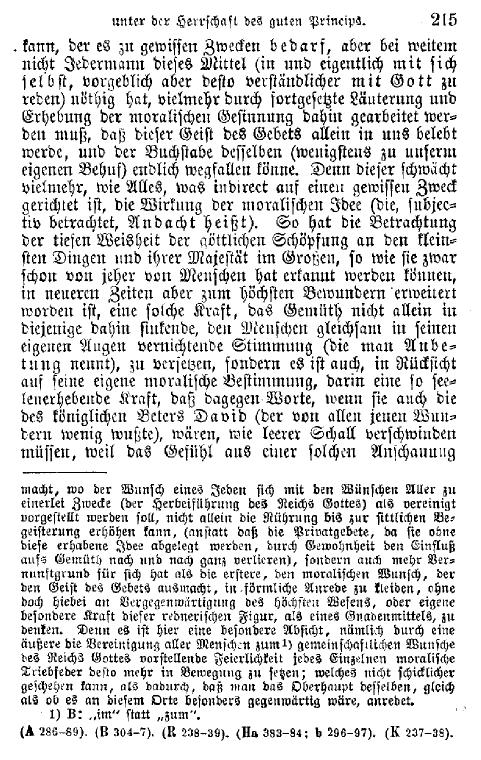 unter der Herrschaft des guten Princips. 215
kann, der es zu gewissen Zwecken bedarf, aber bei weitem
nicht Jedermann dieses Mittel (in und eigentlich mit sich
selbst, vorgeblich aber desto verständlicher mit Gott zu
reden) nöthig hat, vielmehr durch fortgesetzte Läuterung und
Erhebung der moralischen Gesinnung dahin gearbeitet wer-
den muß, daß dieser Geist des Gebets allein in uns belebt
werde, und der Buchstabe desselben (wenigstens zu unserm
eigenen Behuf) endlich wegfallen könne. Denn dieser schwächt
vielmehr, wie Alles, was indirect auf einen gewissen Zweck
gerichtet ist, die Wirkung der moralischen Idee (die, subjec-
tiv betrachtet, Andacht heißt). So hat die Betrachtung
der tiefen Weisheit der göttlichen Schöpfung an den klein-
sten Dingen und ihrer Majestät im Großen, so wie sie zwar
schon von jeher von Menschen hat erkannt werden können,
in neueren Zeiten aber zum höchsten Bewundern erweitert
worden ist, eine solche Kraft, das Gemüth nicht allein in
diejenige dahin sinkende, den Menschen gleichsam in seinen
eigenen Augen vernichtende Stimmung (die man Anbe-
tung nennt), zu versetzen, sondern es ist auch, in Rücksicht
auf seine eigene moralische Bestimmung, darin eine so see-
lenerhebende Kraft, daß dagegen Worte, wenn sie auch die
des königlichen Beters David (der von allen jenen Wun-
dern wenig wußte), wären, wie leerer Schall verschwinden
müssen, weil das Gefühl aus einer solchen Anschauung
macht, wo der Wunsch eines Jeden sich mit den Wünschen Aller zu
einerlei Zwecke (der Herbeiführung des Reichs Gottes) als vereinigt
vorgestellt werden soll, nicht allein die Rührung bis zur sittlichen Be-
geisterung erhöhen kann, (anstatt daß die Privatgebete, da sie ohne
diese erhabene Idee abgelegt werden, durch Gewohnheit den Einfluß
aufs Gemüth nach und nach ganz verlieren), sondern auch mehr Ver-
nunftgrund für sich hat als die erstere, den moralischen Wunsch, der
den Geist des Gebets ausmacht, in förmliche Anrede zu kleiden, ohne
doch hiebei an Vergegenwärtigung des höchsten Wesens, oder eigene
besondere Kraft dieser rednerischen Figur, als eines Gnadenmittels, zu
denken. Denn es ist hier eine besondere Absicht, nämlich durch eine
äußere die Vereinigung aller Menschen zum1) gemeinschaftlichen Wunsche
des Reichs Gottes vorstellende Feierlichkeit jedes Einzelnen moralische
Triebfeder desto mehr in Bewegung zu setzen; welches nicht schicklicher
geschehen kann, als dadurch, daß man das Oberhaupt desselben, gleich
als ob es an diesem Orte besonders gegenwärtig wäre, anredet.
1) B: „im“ statt „zum“.
(A 286-89). (B 304-7). (R 238-39). (Ha 383-84; b 296-97). (K 237-38).